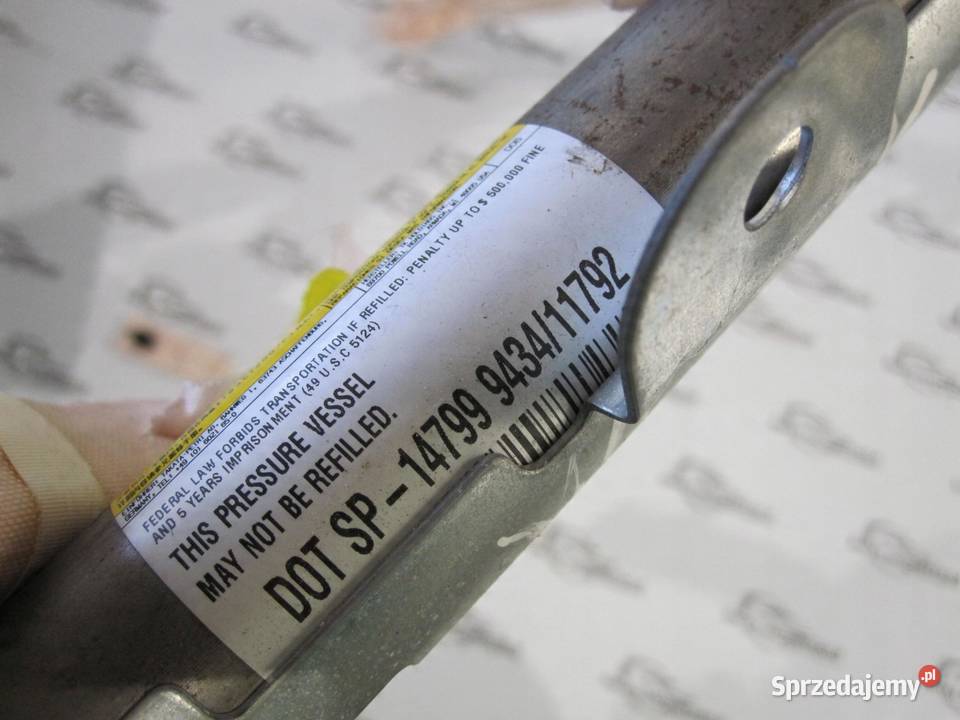 FEDERAL LAW FORBIDS TRANSPORTATION IF REFILLED: PENALTY UP TO $ 500,000 FINE
AND 5 YEARS IMPRISONMENT (49 U.S.C 5124)
THIS PRESSURE VESSEL
MAY NOT BE REFILLED.
DOT SP-14799 9434/11792
Sprzedajemy.pl